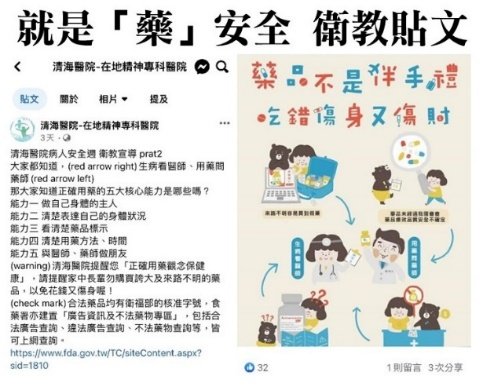 就是「藥」安全 衛教貼文
清海醫院-在地精神專科醫院
貼文 關於 相片 提及
清海醫院-在地精神專科醫院
3天
清海醫院病人安全週 衛教宣導 prat2
大家都知道, (red arrow right) 生病看醫師、用藥問
藥師 (red arrow left)
那大家知道正確用藥的五大核心能力是哪些嗎？
能力一 做自己身體的主人
能力二 清楚表達自己的身體狀況
能力三 看清楚藥品標示
能力四 清楚用藥方法、時間
能力五 與醫師、藥師做朋友
(warning) 清海醫院提醒您「正確用藥觀念保健
康」，請提醒家中長輩勿購買誇大及來路不明的藥
品，以免花錢又傷身喔！
(check mark) 合法藥品均有衛福部的核准字號，食
藥署亦建置「廣告資訊及不法藥物專區」，包括合
法廣告查詢、違法廣告查詢、不法藥物查詢等，皆
可上網查詢。
https://www.fda.gov.tw/TC/siteContent.aspx?
sid=1810
藥品不是伴手禮
吃錯傷身又傷財
生病看醫師
用藥問藥師
32
1則留言 3次分享